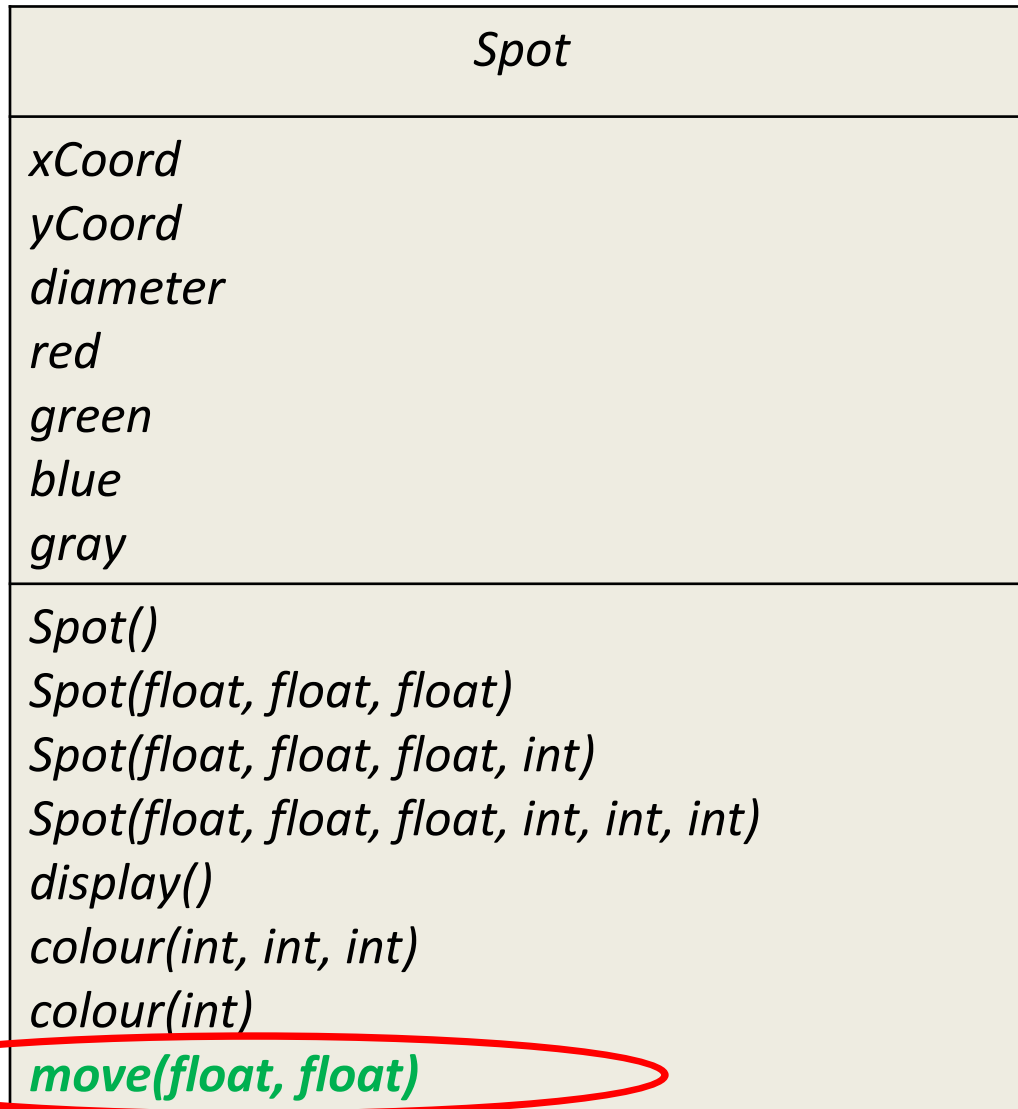 Spot
xCoord
yCoord
diameter
red
green
blue
gray
Spot()
Spot(float, float, float)
Spot(float, float, float, int)
Spot(float, float, float, int, int, int)
display()
colour(int, int, int)
colour(int)
move(float, float)